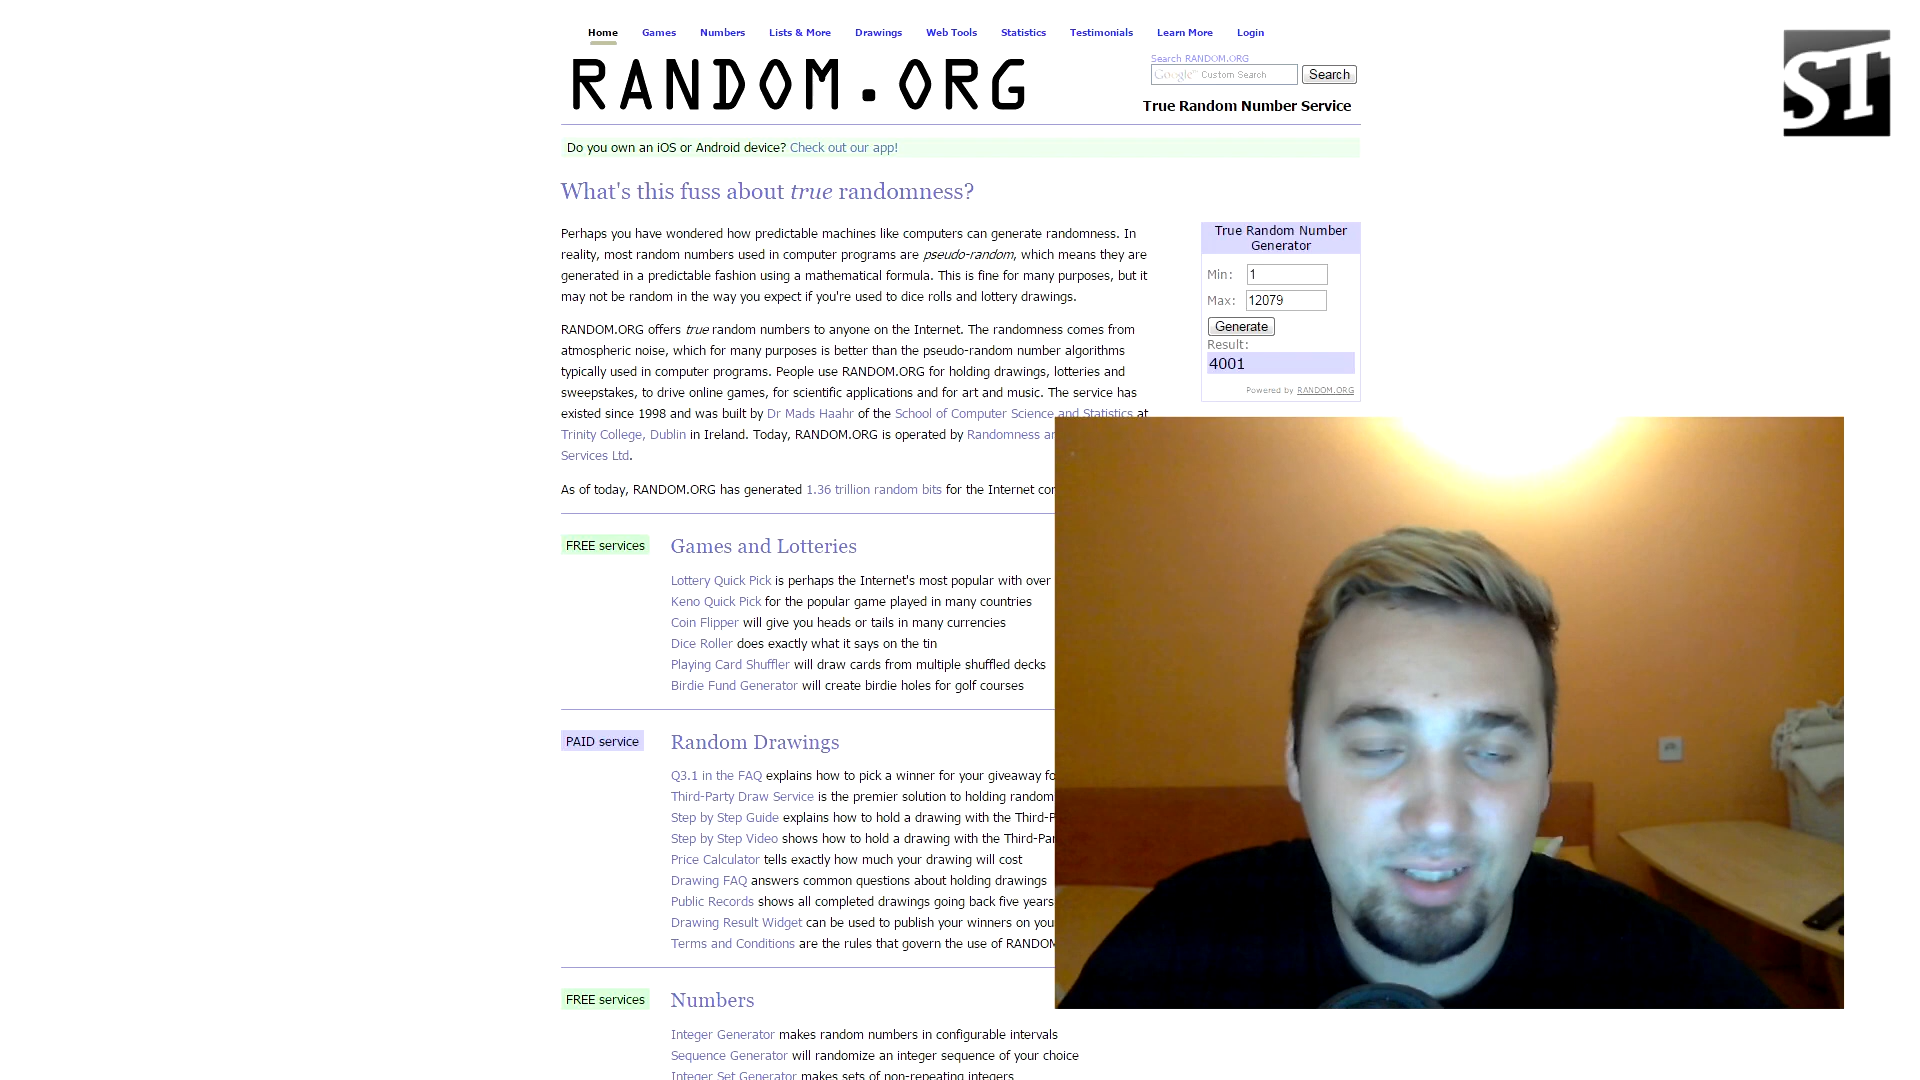 Home Games Numbers Lists & More Drawings Web Tools Statistics Testimonials Learn More Login
RANDOM.ORG
Search RANDOM.ORG
Google™ Custom Search Search
True Random Number Service
ST
Do you own an iOS or Android device? Check out our app!
What's this fuss about true randomness?
Perhaps you have wondered how predictable machines like computers can generate randomness. In
reality, most random numbers used in computer programs are pseudo-random, which means they are
generated in a predictable fashion using a mathematical formula. This is fine for many purposes, but it
may not be random in the way you expect if you're used to dice rolls and lottery drawings.
RANDOM.ORG offers true random numbers to anyone on the Internet. The randomness comes from
atmospheric noise, which for many purposes is better than the pseudo-random number algorithms
typically used in computer programs. People use RANDOM.ORG for holding drawings, lotteries and
sweepstakes, to drive online games, for scientific applications and for art and music. The service has
existed since 1998 and was built by Dr Mads Haahr of the School of Computer Science and Statistics at
Trinity College, Dublin in Ireland. Today, RANDOM.ORG is operated by Randomness
Services Ltd.
As of today, RANDOM.ORG has generated 1.36 trillion random bits for the Internet
True Random Number
Generator
Min: 1
Max: 12079
Generate
Result:
4001
Powered by RANDOM.ORG
FREE services
Games and Lotteries
Lottery Quick Pick is perhaps the Internet's most popular with over
Keno Quick Pick for the popular game played in many countries
Coin Flipper will give you heads or tails in many currencies
Dice Roller does exactly what it says on the tin
Playing Card Shuffler will draw cards from multiple shuffled decks
Birdie Fund Generator will create birdie holes for golf courses
PAID service
Random Drawings
Q3.1 in the FAQ explains how to pick a winner for your giveaway
Third-Party Draw Service is the premier solution to holding random
Step by Step Guide explains how to hold a drawing with the
Step by Step Video shows how to hold a drawing with the
Price Calculator tells exactly how much your drawing will cost
Drawing FAQ answers common questions about holding drawings
Public Records shows all completed drawings going back five years
Drawing Result Widget can be used to publish your winners on
Terms and Conditions are the rules that govern the use of
FREE services
Numbers
Integer Generator makes random numbers in configurable intervals
Sequence Generator will randomize an integer sequence of your choice
Integer Set Generator makes sets of non-repeating integers